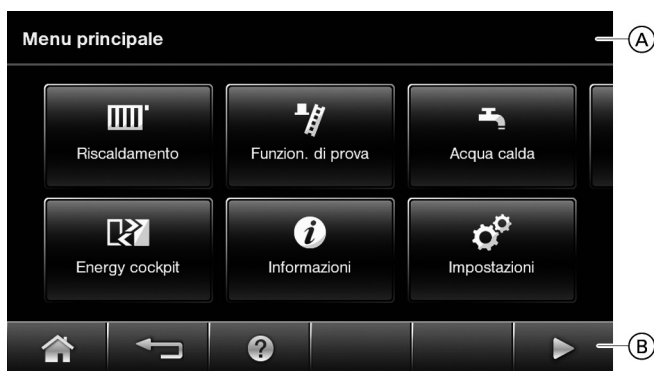 Menu principale
A
Riscaldamento
Funzion. di prova
Acqua calda
Energy cockpit
Informazioni
Impostazioni
?
B